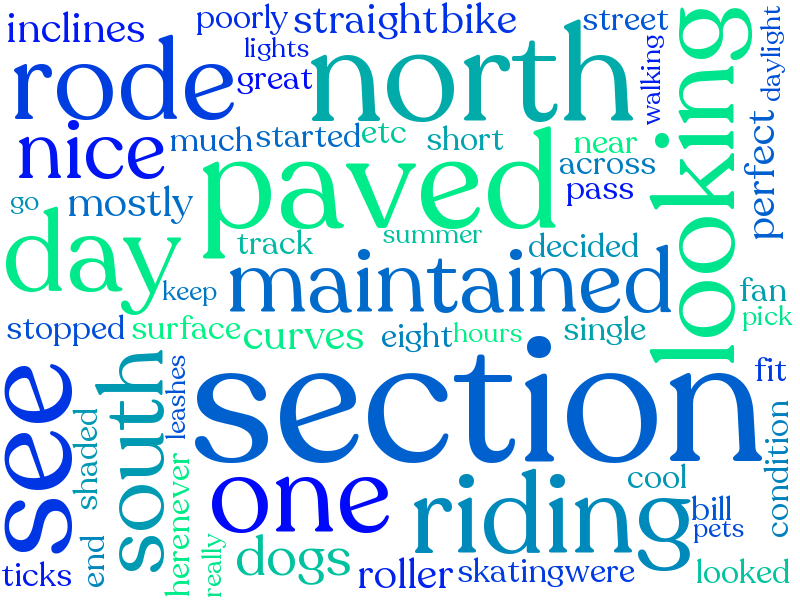 inclines
poorly
straight
bike
street
lights
great
rode
north
walking
looking
daylight
nice
much
started
etc
short
near
across
pass
perfect
go
mostly
paved
day
track
summer
decided
keep
maintained
fan
pick
stopped
surface
curves
eight
hours
single
see
shaded
south
leashes
section
fit
condition
end
herenever
really
one
riding
cool
bill
pets
dogs
ticks
roller
skating
were
looked